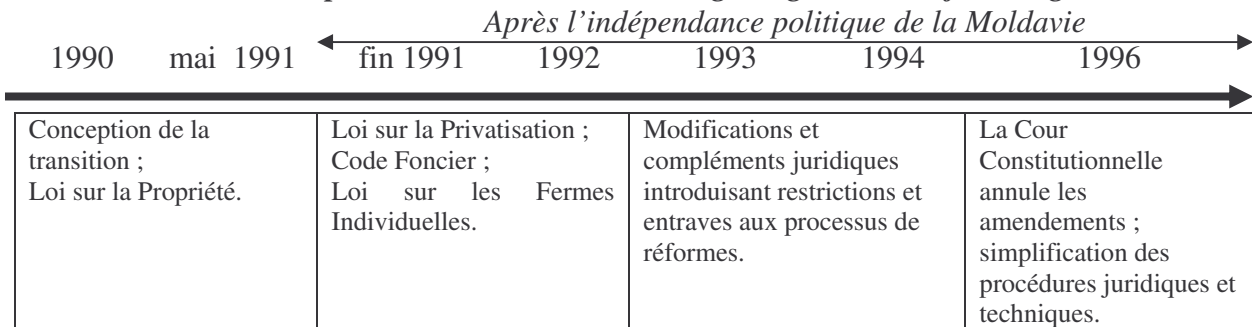 Après l'indépendance politique de la Moldavie
1990 mai 1991 fin 1991 1992 1993 1994 1996
Conception de la
transition ;
Loi sur la Propriété.
Loi sur la Privatisation ;
Code Foncier ;
Loi sur les Fermes
Individuelles.
Modifications et
compléments juridiques
introduisant restrictions et
entraves aux processus de
réformes.
La Cour
Constitutionnelle
annule les
amendements ;
simplification des
procédures juridiques et
techniques.